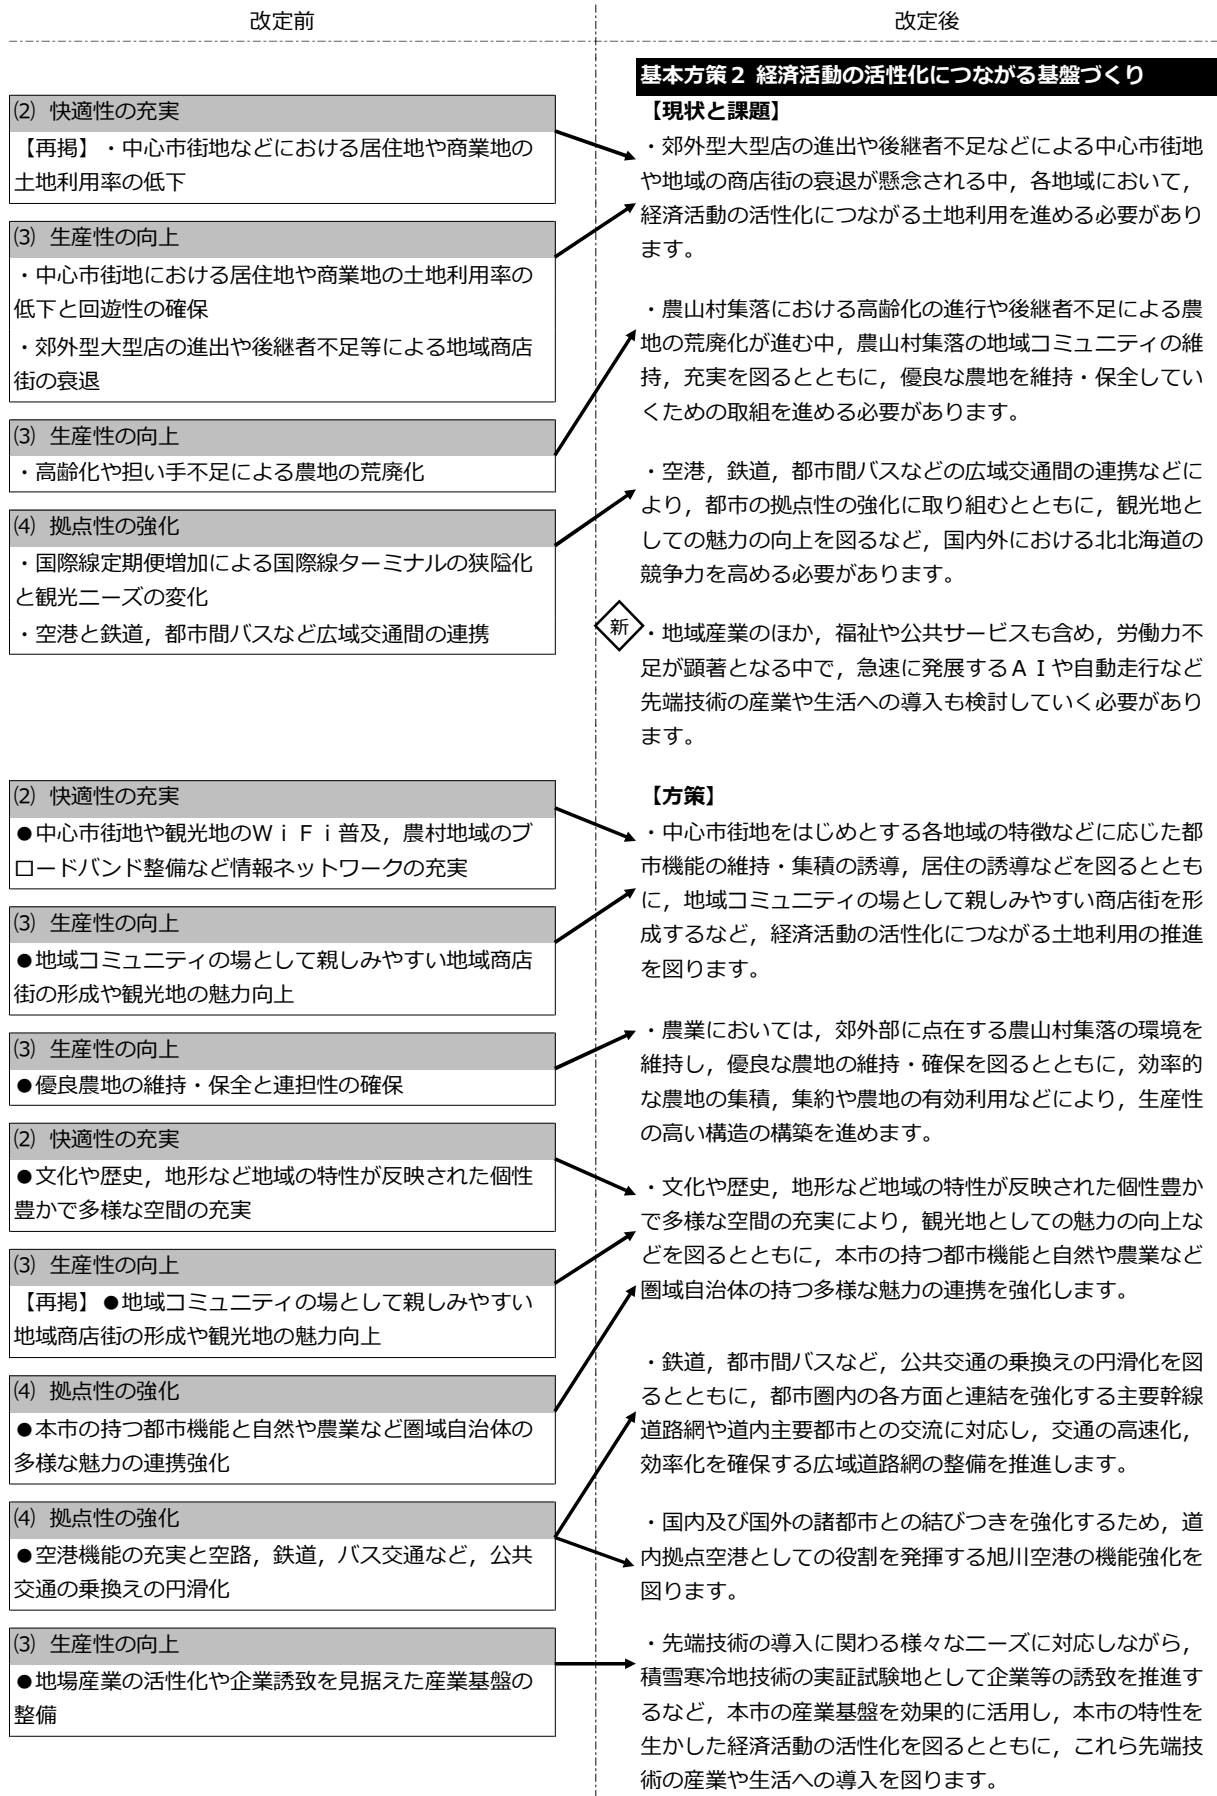 改定前
改定後
⑵ 快適性の充実
【再掲】・中心市街地などにおける居住地や商業地の
土地利用率の低下
⑶ 生産性の向上
・中心市街地における居住地や商業地の土地利用率の
低下と回遊性の確保
・郊外型大型店の進出や後継者不足等による地域商店
街の衰退
⑶ 生産性の向上
・高齢化や担い手不足による農地の荒廃化
⑷ 拠点性の強化
・国際線定期便増加による国際線ターミナルの狭隘化
と観光ニーズの変化
・空港と鉄道，都市間バスなど広域交通間の連携
⑵ 快適性の充実
●中心市街地や観光地のＷｉＦｉ普及，農村地域のブ
ロードバンド整備など情報ネットワークの充実
⑶ 生産性の向上
●地域コミュニティの場として親しみやすい地域商店
街の形成や観光地の魅力向上
⑶ 生産性の向上
●優良農地の維持・保全と連担性の確保
⑵ 快適性の充実
●文化や歴史，地形など地域の特性が反映された個性
豊かで多様な空間の充実
⑶ 生産性の向上
【再掲】●地域コミュニティの場として親しみやすい
地域商店街の形成や観光地の魅力向上
⑷ 拠点性の強化
●本市の持つ都市機能と自然や農業など圏域自治体の
多様な魅力の連携強化
⑷ 拠点性の強化
●空港機能の充実と空路，鉄道，バス交通など，公共
交通の乗換えの円滑化
⑶ 生産性の向上
●地場産業の活性化や企業誘致を見据えた産業基盤の
整備
基本方策２ 経済活動の活性化につながる基盤づくり
【現状と課題】
・郊外型大型店の進出や後継者不足などによる中心市街地
や地域の商店街の衰退が懸念される中，各地域において，
経済活動の活性化につながる土地利用を進める必要があり
ます。
・農山村集落における高齢化の進行や後継者不足による農
地の荒廃化が進む中，農山村集落の地域コミュニティの維
持，充実を図るとともに，優良な農地を維持・保全してい
くための取組を進める必要があります。
・空港，鉄道，都市間バスなどの広域交通間の連携などに
より，都市の拠点性の強化に取り組むとともに，観光地と
しての魅力の向上を図るなど，国内外における北北海道の
競争力を高める必要があります。
新
・地域産業のほか，福祉や公共サービスも含め，労働力不
足が顕著となる中で，急速に発展するＡＩや自動走行など
先端技術の産業や生活への導入も検討していく必要があり
ます。
【方策】
・中心市街地をはじめとする各地域の特徴などに応じた都
市機能の維持・集積の誘導，居住の誘導などを図るととも
に，地域コミュニティの場として親しみやすい商店街を形
成するなど，経済活動の活性化につながる土地利用の推進
を図ります。
・農業においては，郊外部に点在する農山村集落の環境を
維持し，優良な農地の維持・確保を図るとともに，効率的
な農地の集積，集約や農地の有効利用などにより，生産性
の高い構造の構築を進めます。
・文化や歴史，地形など地域の特性が反映された個性豊か
で多様な空間の充実により，観光地としての魅力の向上な
どを図るとともに，本市の持つ都市機能と自然や農業など
圏域自治体の持つ多様な魅力の連携を強化します。
・鉄道，都市間バスなど，公共交通の乗換えの円滑化を図
るとともに，都市圏内の各方面と連結を強化する主要幹線
道路網や道内主要都市との交流に対応し，交通の高速化，
効率化を確保する広域道路網の整備を推進します。
・国内及び国外の諸都市との結びつきを強化するため，道
内拠点空港としての役割を発揮する旭川空港の機能強化を
図ります。
・先端技術の導入に関わる様々なニーズに対応しながら，
積雪寒冷地技術の実証試験地として企業等の誘致を推進す
るなど，本市の産業基盤を効果的に活用し，本市の特性を
生かした経済活動の活性化を図るとともに，これら先端技
術の産業や生活への導入を図ります。